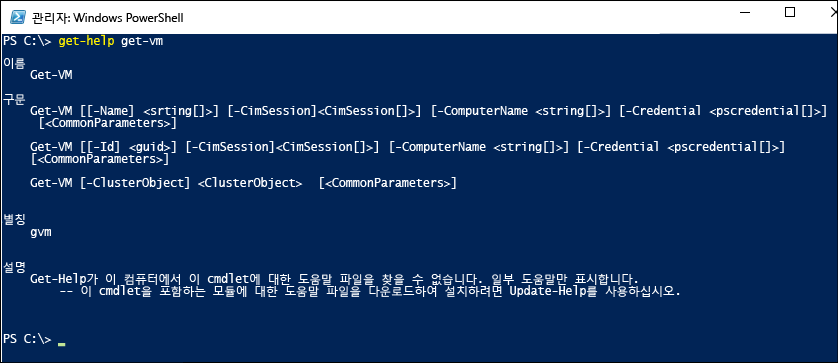 관리자: Windows PowerShell
PS C:\> get-help get-vm
이름
Get-VM
구문
Get-VM [[-Name] <srting[]>] [-CimSession]<CimSession[]>] [-ComputerName <string[]>] [-Credential <pscredential[]>]
[<CommonParameters>]
Get-VM [[-Id] <guid>] [-CimSession]<CimSession[]>] [-ComputerName <string[]>] [-Credential <pscredential[]>]
[<CommonParameters>]
Get-VM [-ClusterObject] <ClusterObject> [<CommonParameters>]
별칭
gvm
설명
Get-Help가 이 컴퓨터에서 이 cmdlet에 대한 도움말 파일을 찾을 수 없습니다. 일부 도움말만 표시합니다.
-- 이 cmdlet을 포함하는 모듈에 대한 도움말 파일을 다운로드하여 설치하려면 Update-Help를 사용하십시오.
PS C:\> _